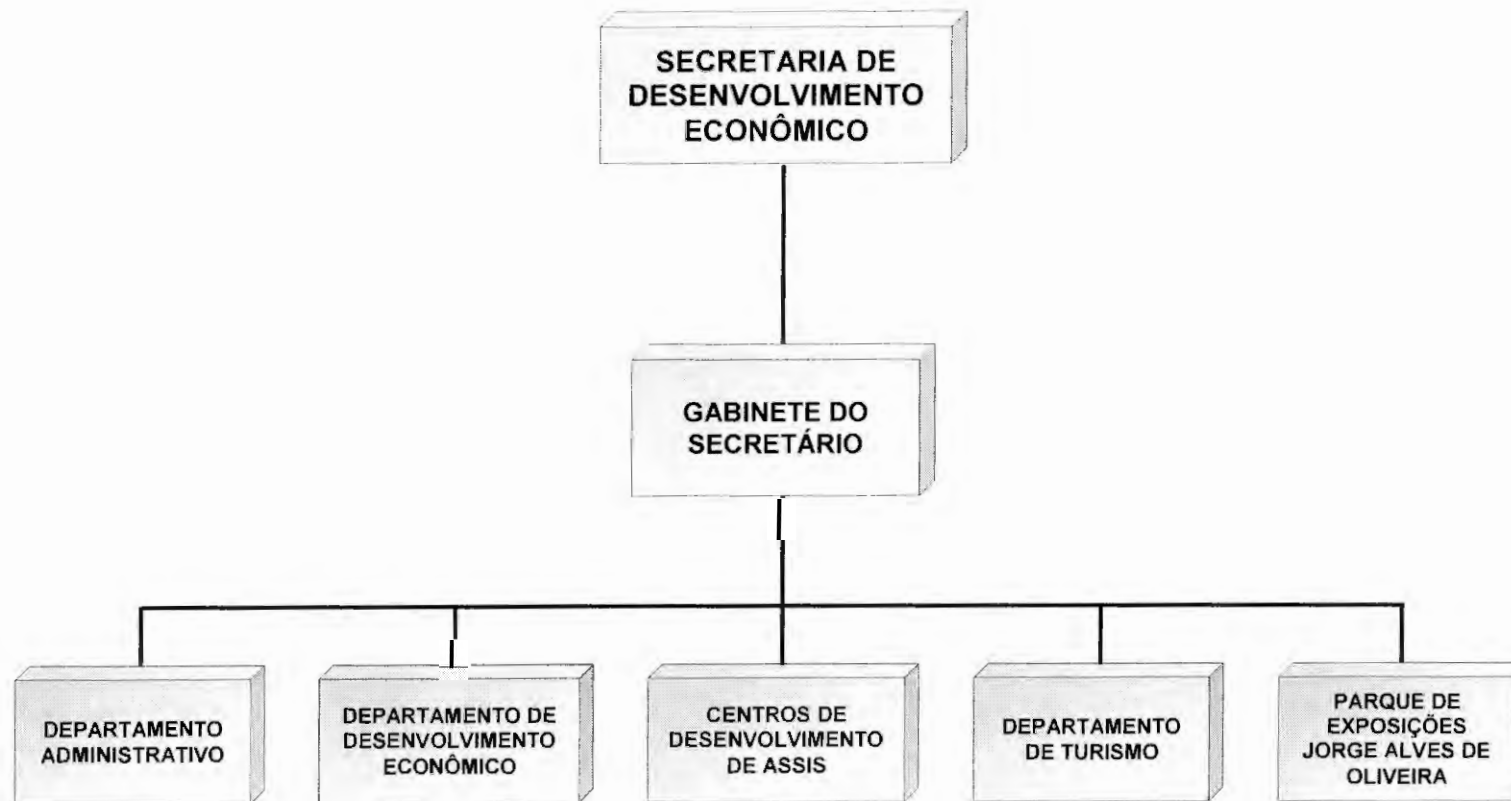 SECRETARIA DE
DESENVOLVIMENTO
ECONÔMICO
GABINETE DO
SECRETÁRIO
DEPARTAMENTO
ADMINISTRATIVO
DEPARTAMENTO DE
DESENVOLVIMENTO
ECONÔMICO
CENTROS DE
DESENVOLVIMENTO
DE ASSIS
DEPARTAMENTO
DE TURISMO
PARQUE DE
EXPOSIÇÕES
JORGE ALVES DE
OLIVEIRA